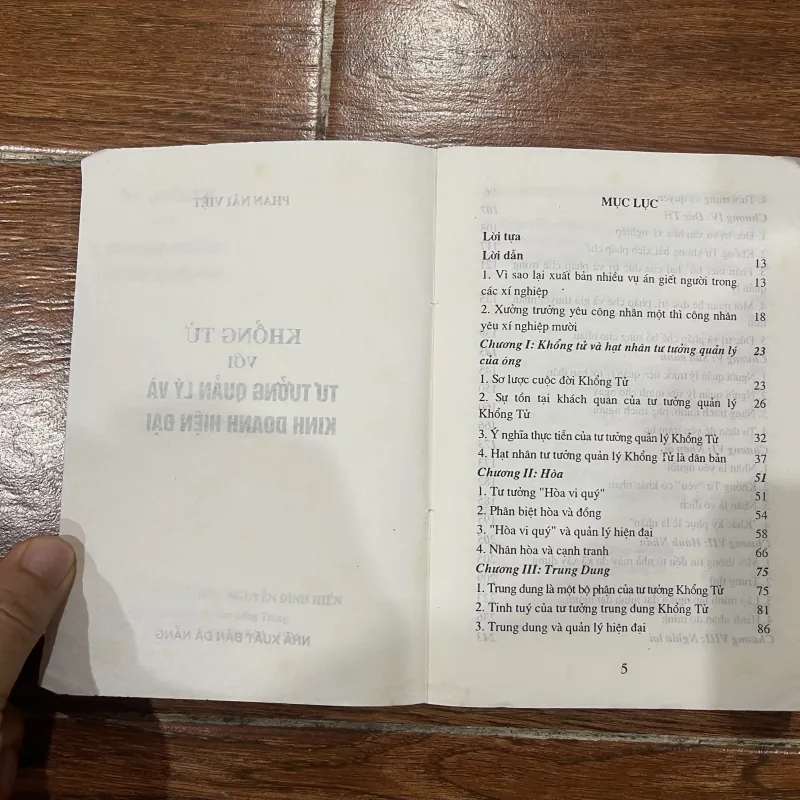 PHAN NẢI VIỆT
KHỔNG TỬ
VỚI
TƯ TƯỞNG QUẢN LÝ VÀ
KINH DOANH HIỆN ĐẠI
NGUYỄN ĐÌNH HIỀN
NHÀ XUẤT BẢN ĐÀ NẴNG
MỤC LỤC
Lời tựa
Lời dẫn 13
1. Vì sao lại xuất bản nhiều vụ án giết người trong 13
các xí nghiệp
2. Xưởng trưởng yêu công nhân một thì công nhân 18
yêu xí nghiệp mười
Chương I: Khổng tử và hạt nhân tư tưởng quản lý 23
của óng
1. Sơ lược cuộc đời Khổng Tử 23
2. Sự tồn tại khách quan của tư tưởng quản lý 26
Khổng Tử
3. Ý nghĩa thực tiễn của tư tưởng quản lý Khổng Tử 32
4. Hạt nhân tư tưởng quản lý Khổng Tử là dân bản 37
Chương II: Hòa 51
1. Tư tưởng "Hòa vi quý" 51
2. Phân biệt hòa và đồng 54
3. "Hòa vi quý" và quản lý hiện đại 58
4. Nhân hòa và cạnh tranh 66
Chương III: Trung Dung 75
1. Trung dung là một bộ phận của tư tưởng Khổng Tử 75
2. Tinh tuý của tư tưởng trung dung Khổng Tử 81
3. Trung dung và quản lý hiện đại 86
5